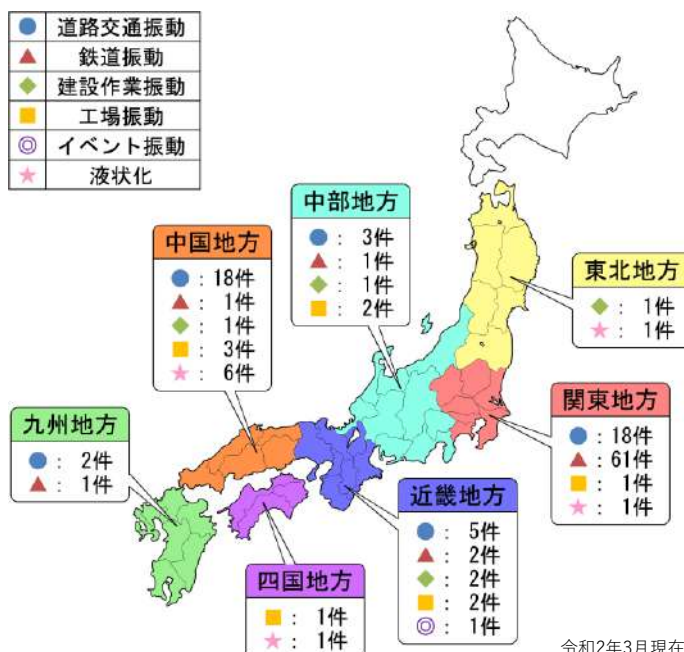 ● 道路交通振動
▲ 鉄道振動
◆ 建設作業振動
■ 工場振動
◎ イベント振動
★ 液状化
中部地方
● : 3件
▲ : 1件
◆ : 1件
■ : 2件
中国地方
● : 18件
▲ : 1件
◆ : 1件
■ : 3件
★ : 6件
東北地方
◆ : 1件
★ : 1件
関東地方
● : 18件
▲ : 61件
■ : 1件
★ : 1件
九州地方
● : 2件
▲ : 1件
近畿地方
● : 5件
▲ : 2件
◆ : 2件
■ : 2件
◎ : 1件
四国地方
■ : 1件
★ : 1件
令和2年3月現在